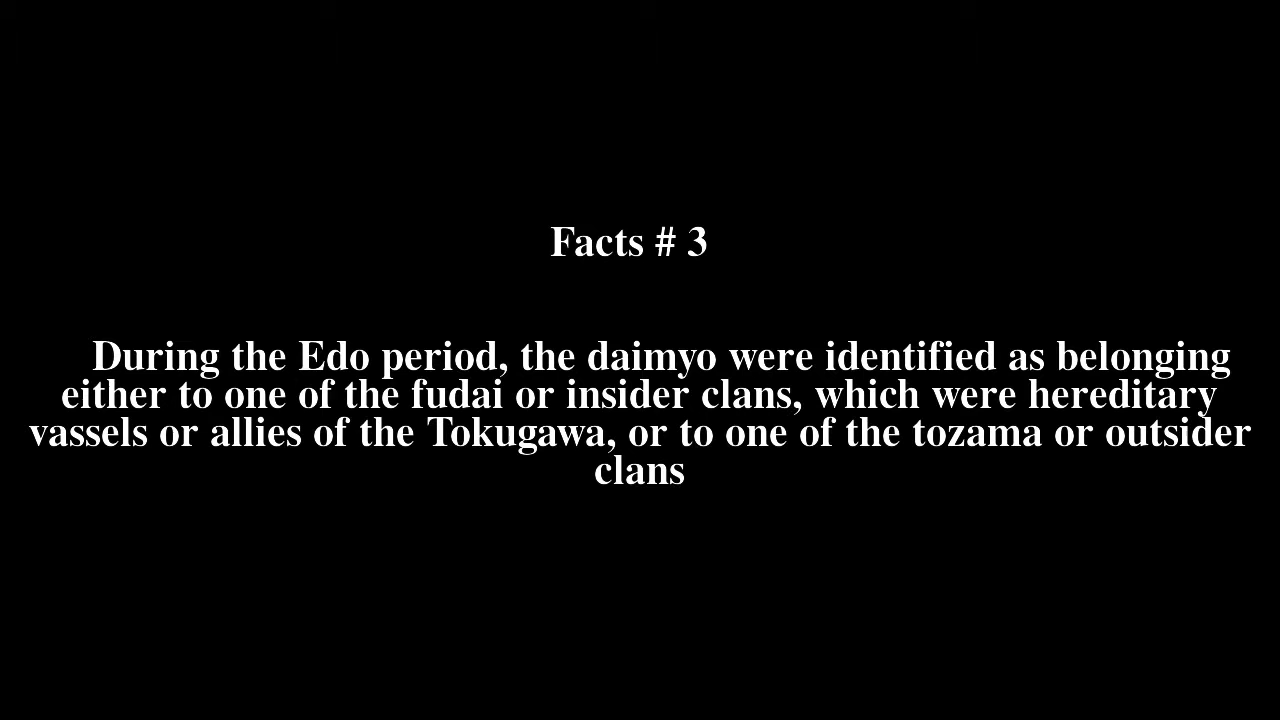 Facts # 3
During the Edo period, the daimyo were identified as belonging
either to one of the fudai or insider clans, which were hereditary
vassels or allies of the Tokugawa, or to one of the tozama or outsider
clans